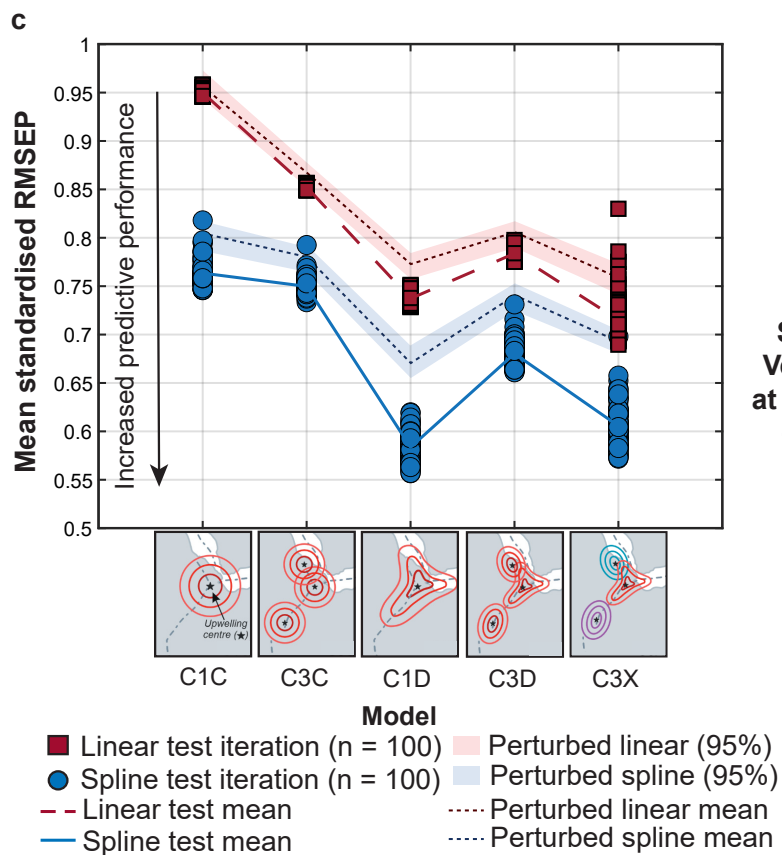 c
Mean standardised RMSEP
Increased predictive performance
1
0.95
0.9
0.85
0.8
0.75
0.7
0.65
0.6
0.55
0.5
S
Ve
at
Upwelling
centre (★)
C1C
C3C
C1D
C3D
C3X
Model
Linear test iteration (n = 100)
Perturbed linear (95%)
Spline test iteration (n = 100)
Perturbed spline (95%)
Linear test mean
Perturbed linear mean
Spline test mean
Perturbed spline mean